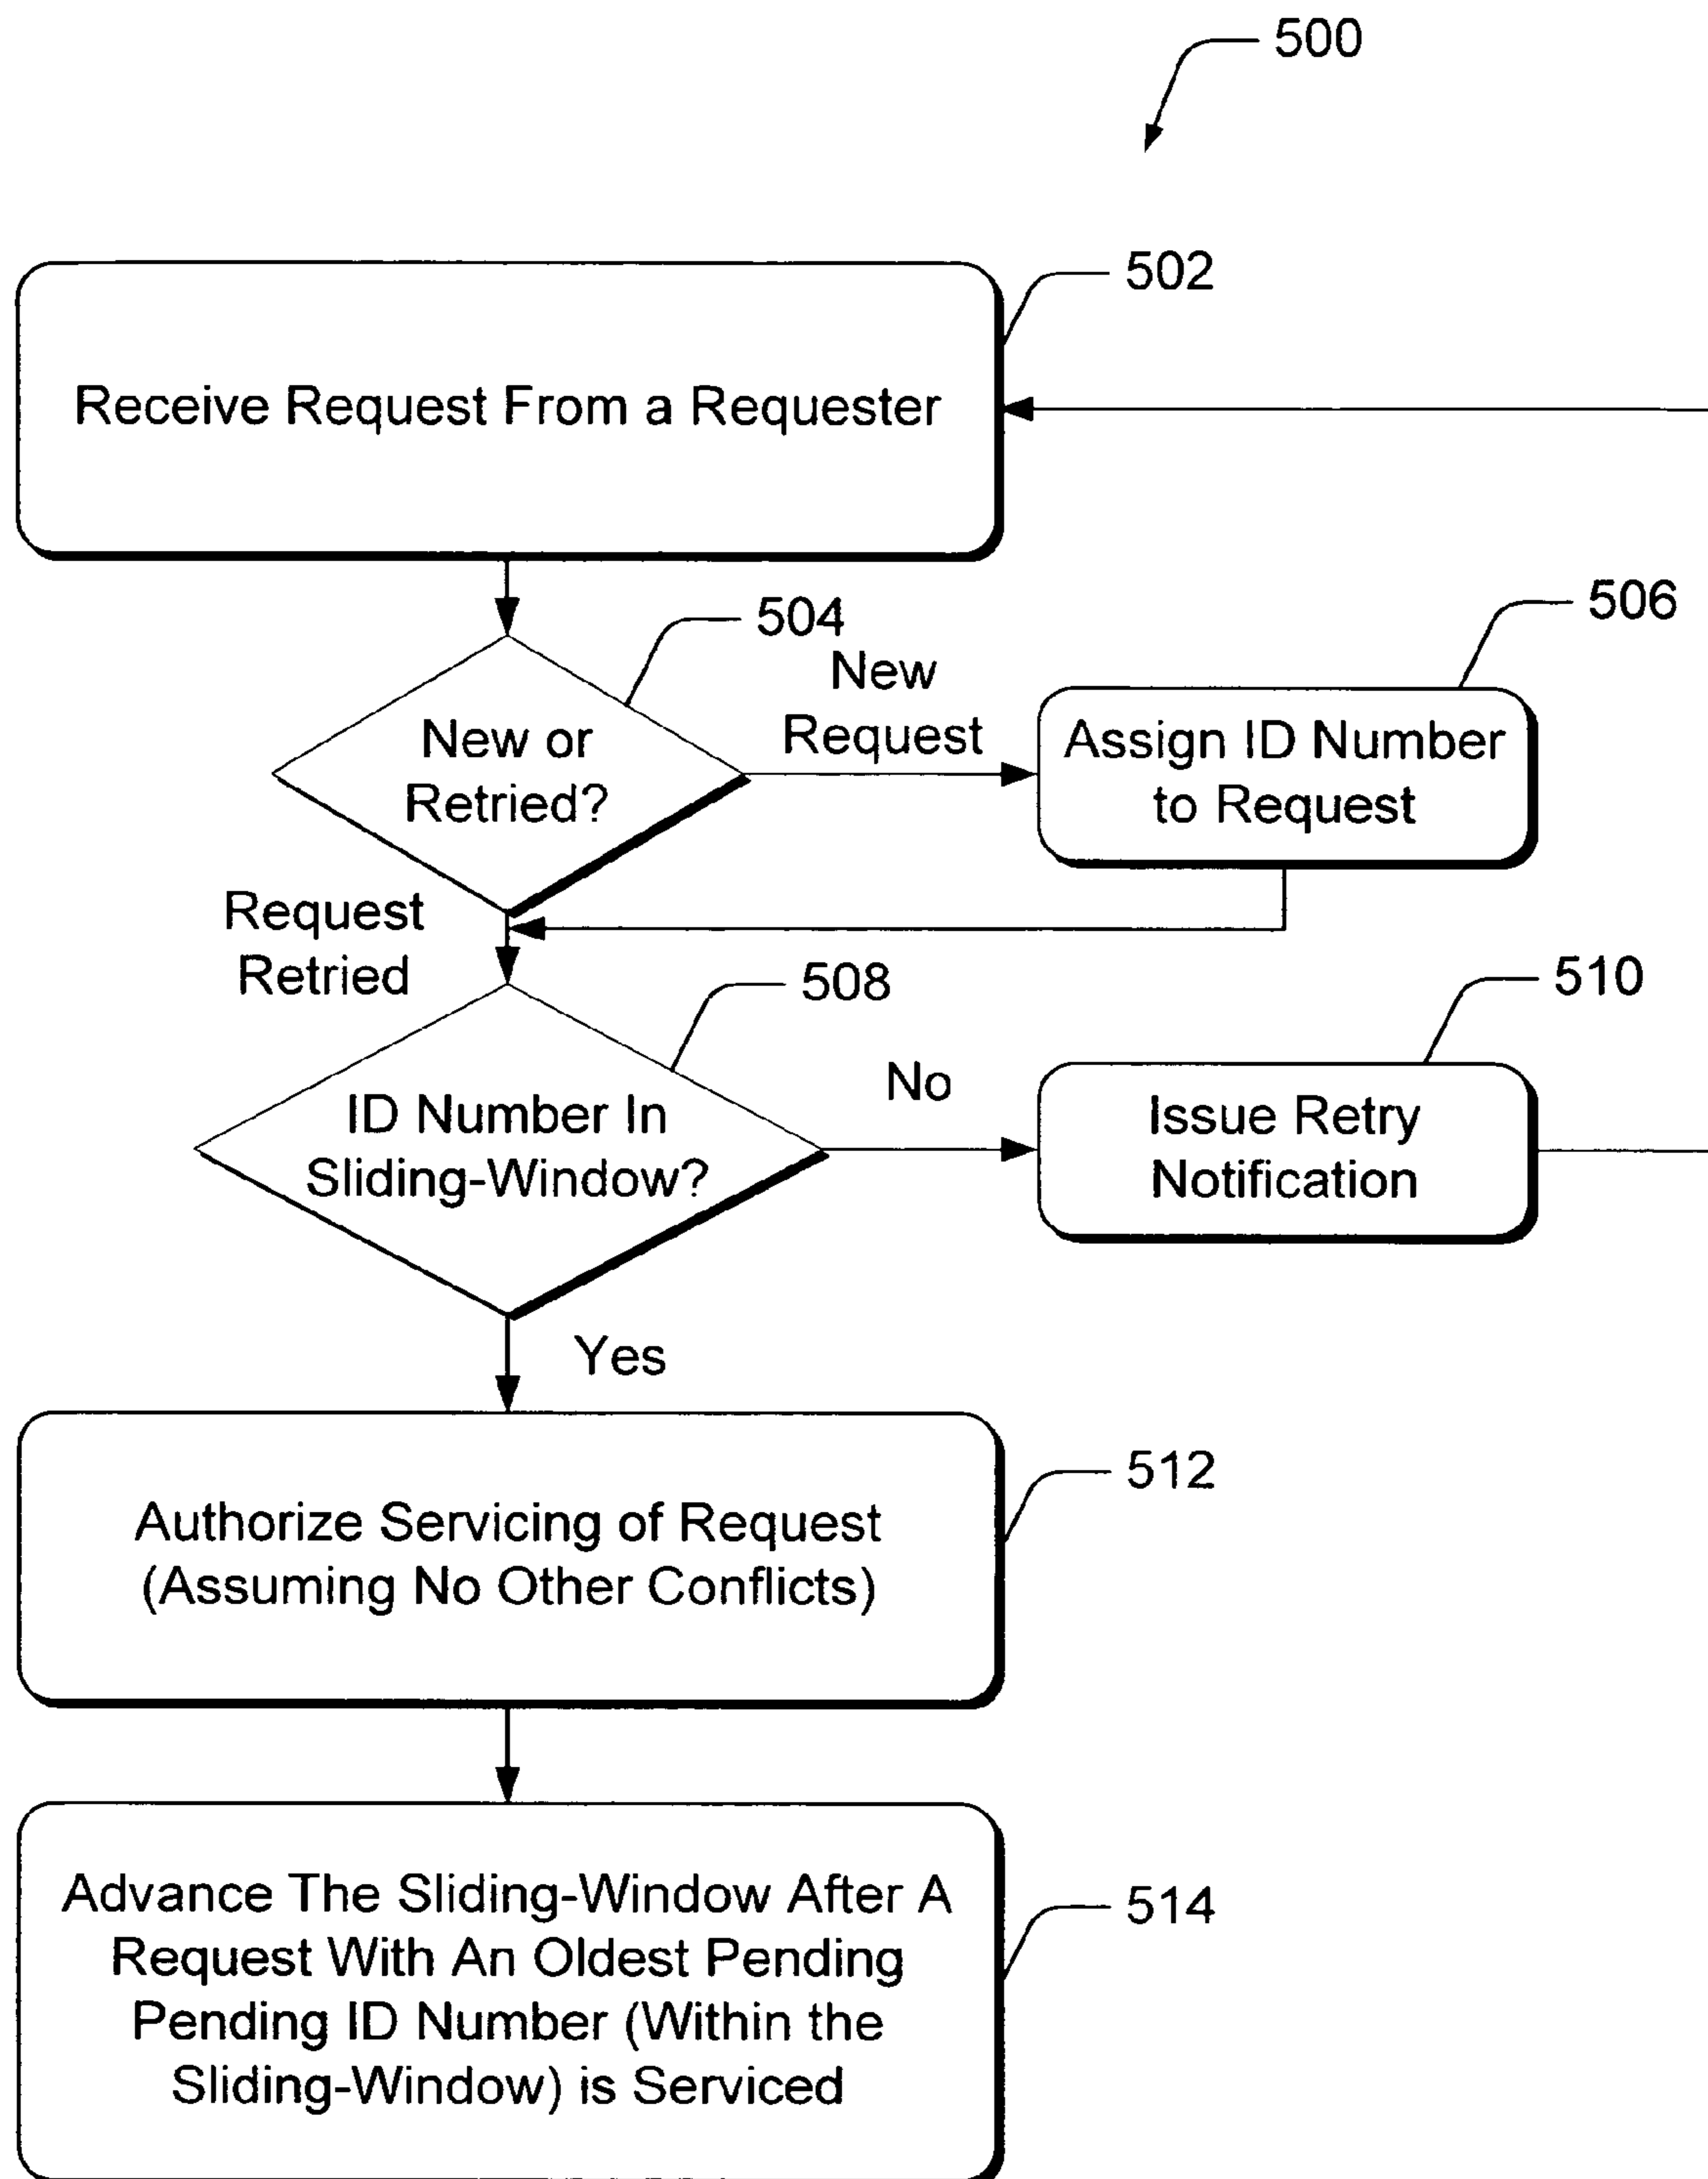 500
502
Receive Request From a Requester
504
506
New
Request
New or
Retried?
Assign ID Number
to Request
Request
Retried
508
510
No
ID Number In
Sliding-Window?
Issue Retry
Notification
Yes
512
Authorize Servicing of Request
(Assuming No Other Conflicts)
514
Advance The Sliding-Window After A
Request With An Oldest Pending
Pending ID Number (Within the
Sliding-Window) is Serviced